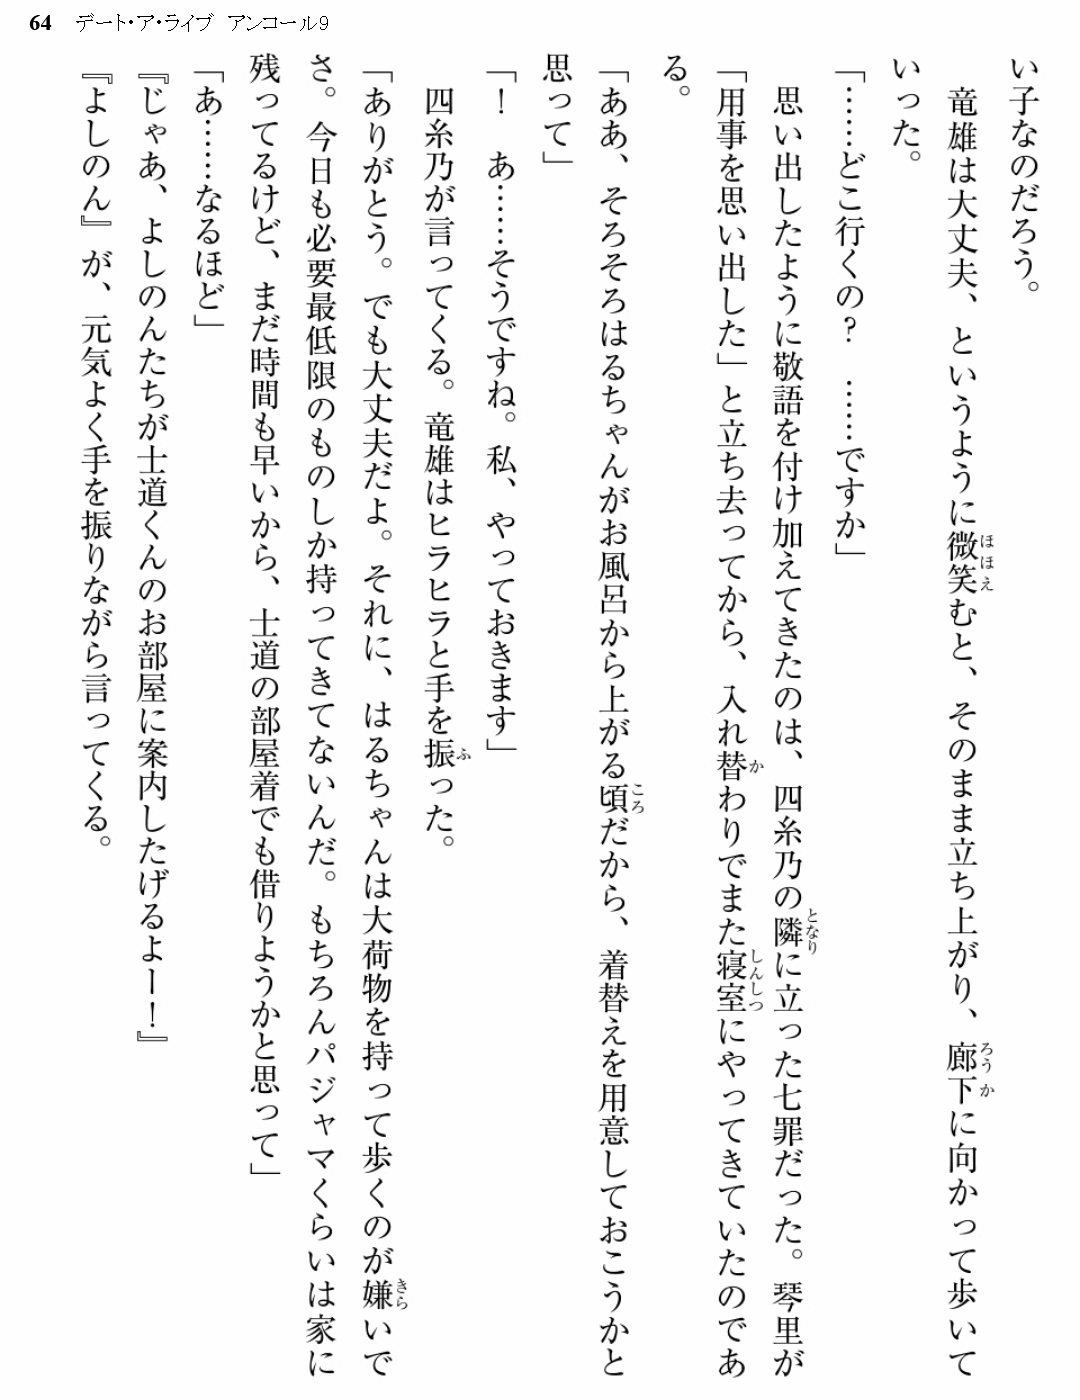 64 デート・ア・ライブ アンコール9
い子なのだろう。
竜雄は大丈夫、というように微笑むと、そのまま立ち上がり、廊下に向かって歩いて
いった。
「……どこ行くの？　……ですか」
思い出したように敬語を付け加えてきたのは、四糸乃の隣に立った七罪だった。琴里が
「用事を思い出した」と立ち去ってから、入れ替わりでまた寝室にやってきていたのであ
る。
「ああ、そろそろはるちゃんがお風呂から上がる頃だから、着替えを用意しておこうかと
思って」
「！　あ……そうですね。私、やっておきます」
四糸乃が言ってくる。竜雄はヒラヒラと手を振った。
「ありがとう。でも大丈夫だよ。それに、はるちゃんは大荷物を持って歩くのが嫌いで
さ。今日も必要最低限のものしか持ってきてないんだ。もちろんパジャマくらいは家に
残ってるけど、まだ時間も早いから、士道の部屋着でも借りようかと思って」
「あ……なるほど」
『じゃあ、よしのんたちが士道くんのお部屋に案内したげるよー！』
『よしのん』が、元気よく手を振りながら言ってくる。